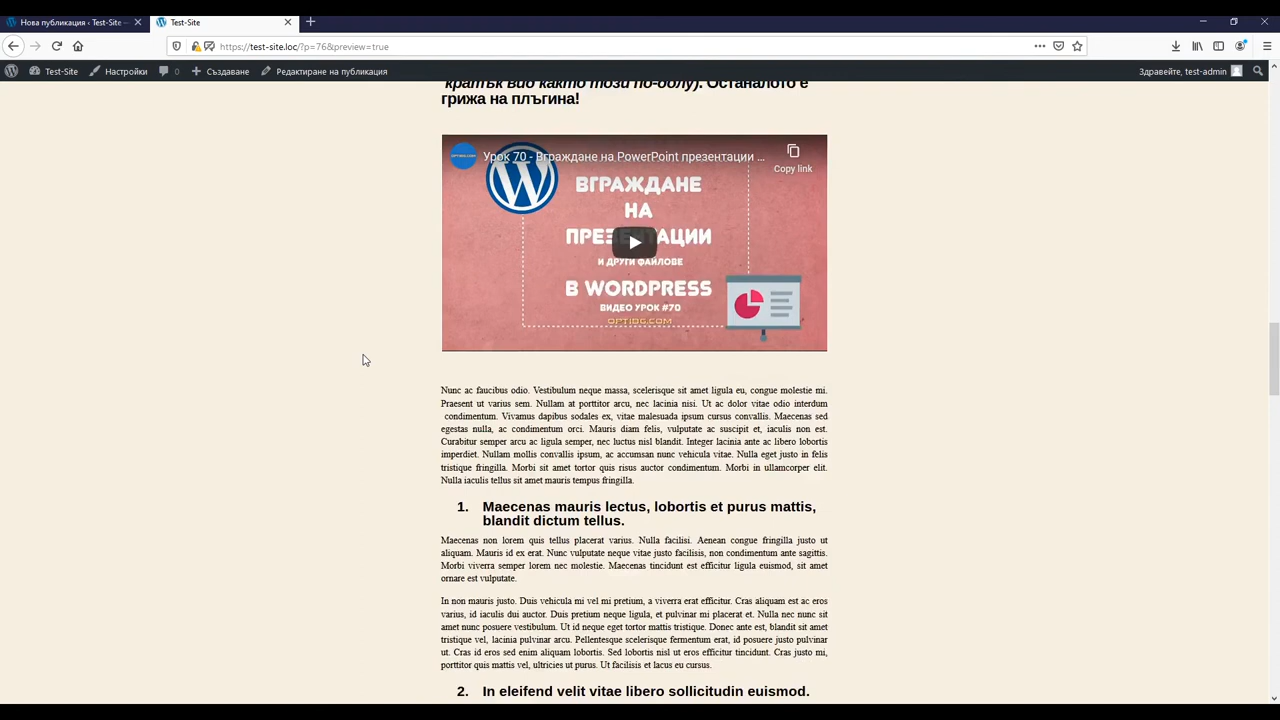 Нова публикация ‹ Test-Site —
Test-Site
https://test-site.loc/?p=76&preview=true
Test-Site
Настройки
0
Създаване
Редактиране на публикация
Здравейте, test-admin
кратък вид както този по-долу). Останалото е
грижа на плъгина!
OPTIBG.COM
Урок 70 - Вграждане на PowerPoint презентации ...
Copy link
ВГРАЖДАНЕ
НА
ПРЕЗЕНТАЦИИ
И ДРУГИ ФАЙЛОВЕ
В WORDPRESS
ВИДЕО УРОК #70
OPTIBG.COM
Nunc ac faucibus odio. Vestibulum neque massa, scelerisque sit amet ligula eu, congue molestie mi.
Praesent ut varius sem. Nullam at porttitor arcu, nec lacinia nisi. Ut ac dolor vitae odio interdum
condimentum. Vivamus dapibus sodales ex, vitae malesuada ipsum cursus convallis. Maecenas sed
egestas nulla, ac condimentum orci. Mauris diam felis, vulputate ac suscipit et, iaculis non est.
Curabitur semper arcu ac ligula semper, nec luctus nisl blandit. Integer lacinia ante ac libero lobortis
imperdiet. Nullam mollis convallis ipsum, ac accumsan nunc vehicula vitae. Nulla eget justo in felis
tristique fringilla. Morbi sit amet tortor quis risus auctor condimentum. Morbi in ullamcorper elit.
Nulla iaculis tellus sit amet mauris tempus fringilla.
1. Maecenas mauris lectus, lobortis et purus mattis,
blandit dictum tellus.
Maecenas non lorem quis tellus placerat varius. Nulla facilisi. Aenean congue fringilla justo ut
aliquam. Mauris id ex erat. Nunc vulputate neque vitae justo facilisis, non condimentum ante sagittis.
Morbi viverra semper lorem nec molestie. Maecenas tincidunt est efficitur ligula euismod, sit amet
ornare est vulputate.
In non mauris justo. Duis vehicula mi vel mi pretium, a viverra erat efficitur. Cras aliquam est ac eros
varius, id iaculis dui auctor. Duis pretium neque ligula, et pulvinar mi placerat et. Nulla nec nunc sit
amet nunc posuere vestibulum. Ut id neque eget tortor mattis tristique. Donec ante est, blandit sit amet
tristique vel, lacinia pulvinar arcu. Pellentesque scelerisque fermentum erat, id posuere justo pulvinar
ut. Cras id eros sed enim aliquam lobortis. Sed lobortis nisl ut eros efficitur tincidunt. Cras justo mi,
porttitor quis mattis vel, ultricies ut purus. Ut facilisis et lacus eu cursus.
2. In eleifend velit vitae libero sollicitudin euismod.